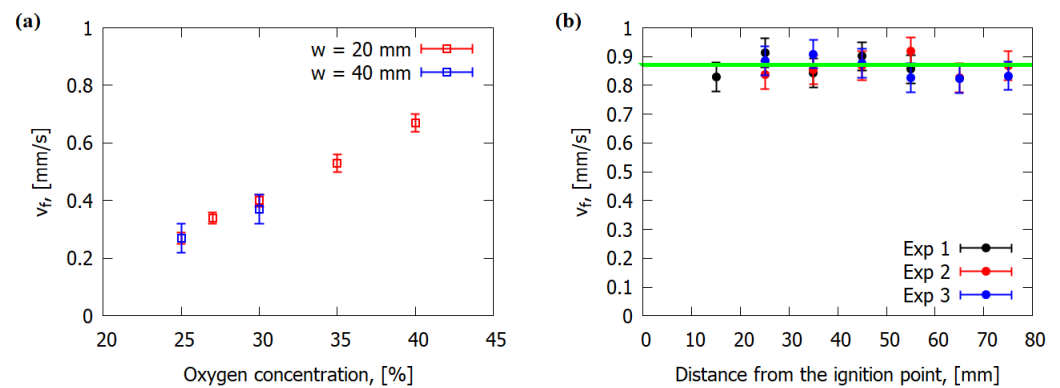 (a)
1
0.8
0.6
0.4
0.2
0
20 25 30 35 40 45
v_f, [mm/s]
Oxygen concentration, [%]
w = 20 mm
w = 40 mm
(b)
1
0.9
0.8
0.7
0.6
0.5
0.4
0.3
0.2
0.1
0
0 10 20 30 40 50 60 70 80
v_f, [mm/s]
Distance from the ignition point, [mm]
Exp 1
Exp 2
Exp 3